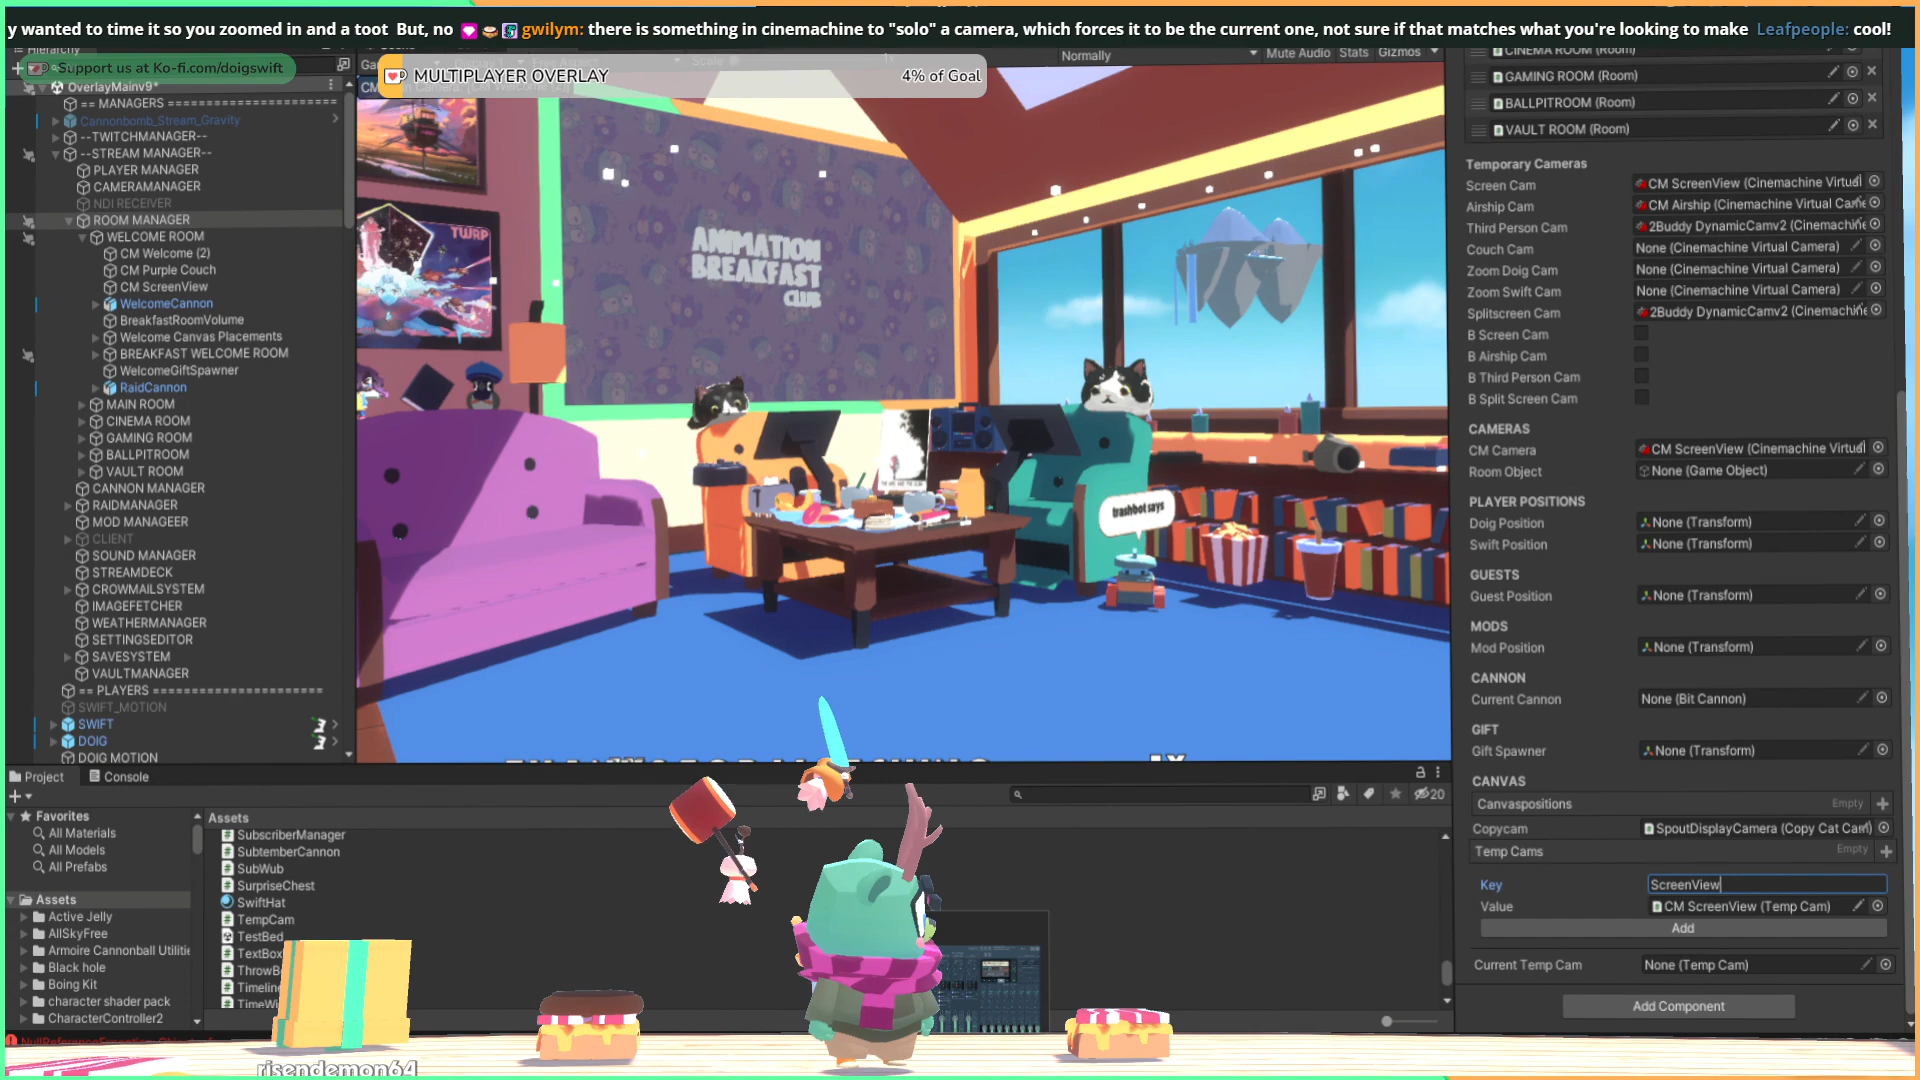 y wanted to time it so you zoomed in and a toot But, no gwilym: there is something in cinemachine to "solo" a camera, which forces it to be the current one, not sure if that matches what you're looking to make Leafpeople: cool!
Hierarchy
Support us at Ko-fi.com/doigswift
MULTIPLAYER OVERLAY
4% of Goal
Normally
Mute Audio
Stats
Gizmos
OverlayMainv9*
== MANAGERS ======================
Cannonbomb_Stream_Gravity
--TWITCHMANAGER--
--STREAM MANAGER--
PLAYER MANAGER
CAMERAMANAGER
NDI RECEIVER
ROOM MANAGER
WELCOME ROOM
CM Welcome (2)
CM Purple Couch
CM ScreenView
WelcomeCannon
BreakfastRoomVolume
Welcome Canvas Placements
BREAKFAST WELCOME ROOM
WelcomeGiftSpawner
RaidCannon
MAIN ROOM
CINEMA ROOM
GAMING ROOM
BALLPITROOM
VAULT ROOM
CANNON MANAGER
RAIDMANAGER
MOD MANAGEER
CLIENT
SOUND MANAGER
STREAMDECK
CROWMAILSYSTEM
IMAGEFETCHER
WEATHERMANAGER
SETTINGSEDITOR
SAVESYSTEM
VAULTMANAGER
== PLAYERS ======================
SWIFT_MOTION
SWIFT
DOIG
DOIG MOTION
TWRP
ANIMATION
BREAKFAST
CLUB
trashbot says
CINEMA ROOM (Room)
GAMING ROOM (Room)
BALLPITROOM (Room)
VAULT ROOM (Room)
Temporary Cameras
Screen Cam CM ScreenView (Cinemachine Virtual
Airship Cam CM Airship (Cinemachine Virtual Came
Third Person Cam 2Buddy DynamicCamv2 (Cinemachine
Couch Cam None (Cinemachine Virtual Camera)
Zoom Doig Cam None (Cinemachine Virtual Camera)
Zoom Swift Cam None (Cinemachine Virtual Camera)
Splitscreen Cam 2Buddy DynamicCamv2 (Cinemachine
B Screen Cam
B Airship Cam
B Third Person Cam
B Split Screen Cam
CAMERAS
CM Camera CM ScreenView (Cinemachine Virtual
Room Object None (Game Object)
PLAYER POSITIONS
Doig Position None (Transform)
Swift Position None (Transform)
GUESTS
Guest Position None (Transform)
MODS
Mod Position None (Transform)
CANNON
Current Cannon None (Bit Cannon)
GIFT
Gift Spawner None (Transform)
CANVAS
Canvaspositions Empty
Copycam SpoutDisplayCamera (Copy Cat Cam)
Temp Cams Empty
Key ScreenView
Value CM ScreenView (Temp Cam)
Add
Current Temp Cam None (Temp Cam)
Add Component
Project Console
20
Favorites
All Materials
All Models
All Prefabs
Assets
Active Jelly
AllSkyFree
Armoire Cannonball Utilitie
Black hole
Boing Kit
character shader pack
CharacterController2
Assets
SubscriberManager
SubtemberCannon
SubWub
SurpriseChest
SwiftHat
TempCam
TestBed
TextBox
ThrowB
Timeline
TimeWi
risendemon64